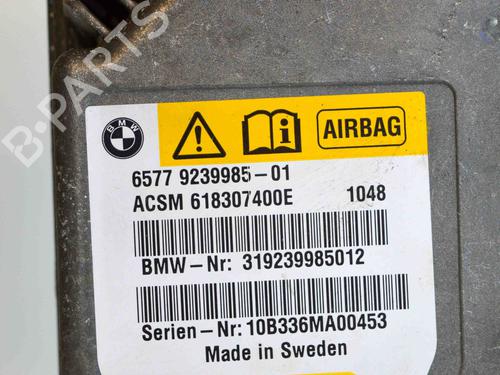 B-PARTS
BMW
AIRBAG
6577 9239985-01
ACSM 618307400E 1048
BMW-Nr: 319239985012
Serien-Nr: 10B336MA00453
Made in Sweden